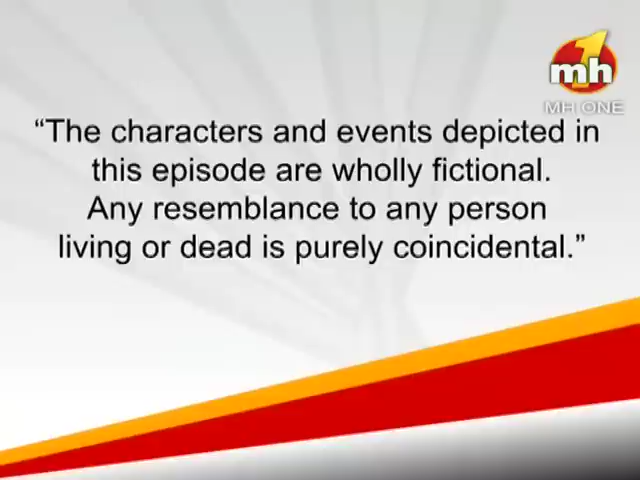 1
mh
MH ONE
“The characters and events depicted in
this episode are wholly fictional.
Any resemblance to any person
living or dead is purely coincidental.”